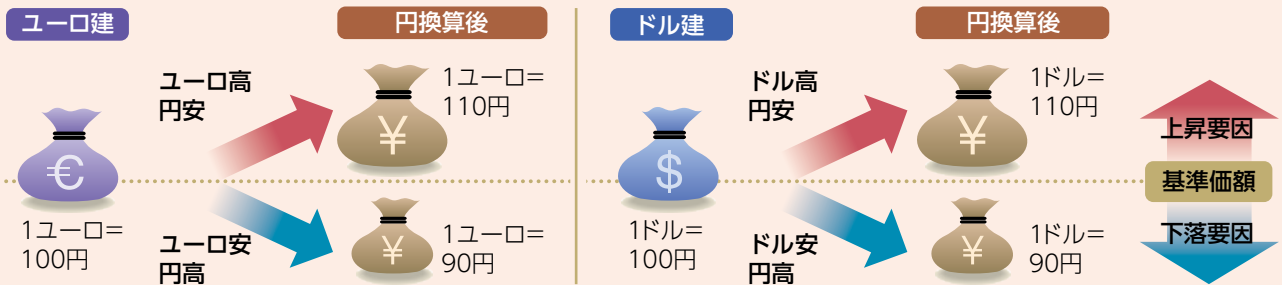 ユーロ建
円換算後
ユーロ高
円安
1ユーロ=
110円
€
¥
1ユーロ=
100円
ユーロ安
円高
¥
1ユーロ=
90円
ドル建
円換算後
ドル高
円安
1ドル=
110円
$
¥
1ドル=
100円
ドル安
円高
¥
1ドル=
90円
上昇要因
基準価額
下落要因